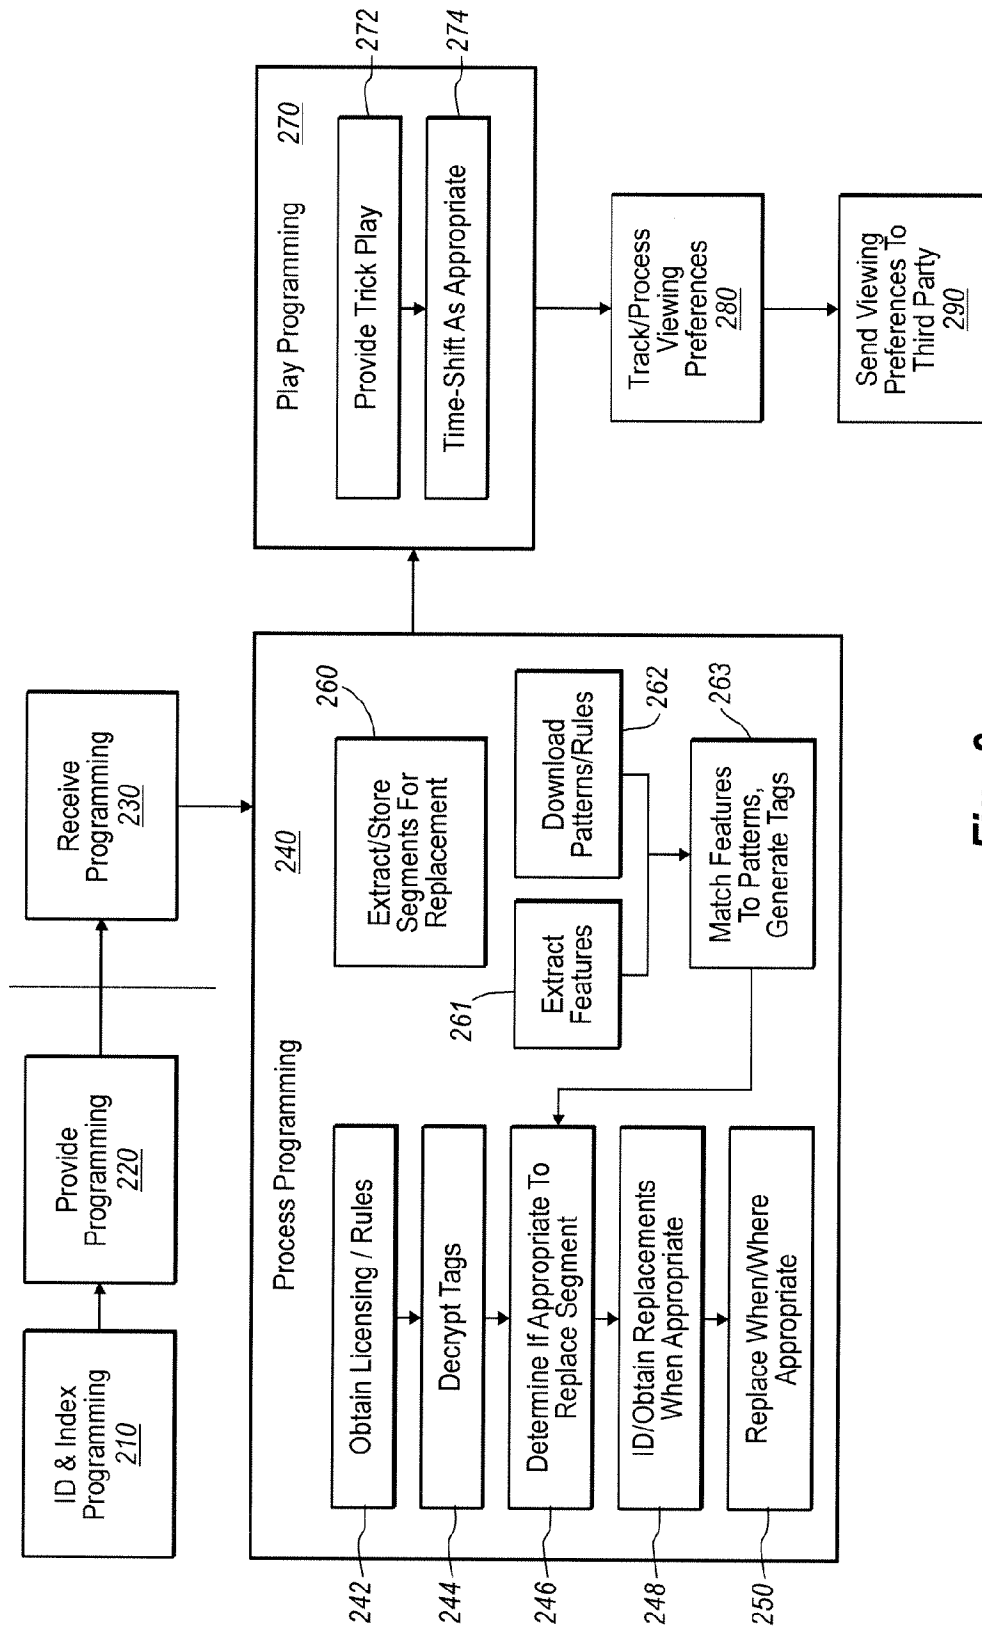 ID & Index
Programming
210
Provide
Programming
220
Receive
Programming
230
Process Programming
240
242
Obtain Licensing / Rules
244
Decrypt Tags
246
Determine If Appropriate To
Replace Segment
248
ID/Obtain Replacements
When Appropriate
250
Replace When/Where
Appropriate
260
Extract/Store
Segments For
Replacement
261
Extract
Features
262
Download
Patterns/Rules
263
Match Features
To Patterns,
Generate Tags
Play Programming
270
272
Provide Trick Play
274
Time-Shift As Appropriate
Track/Process
Viewing
Preferences
280
Send Viewing
Preferences To
Third Party
290